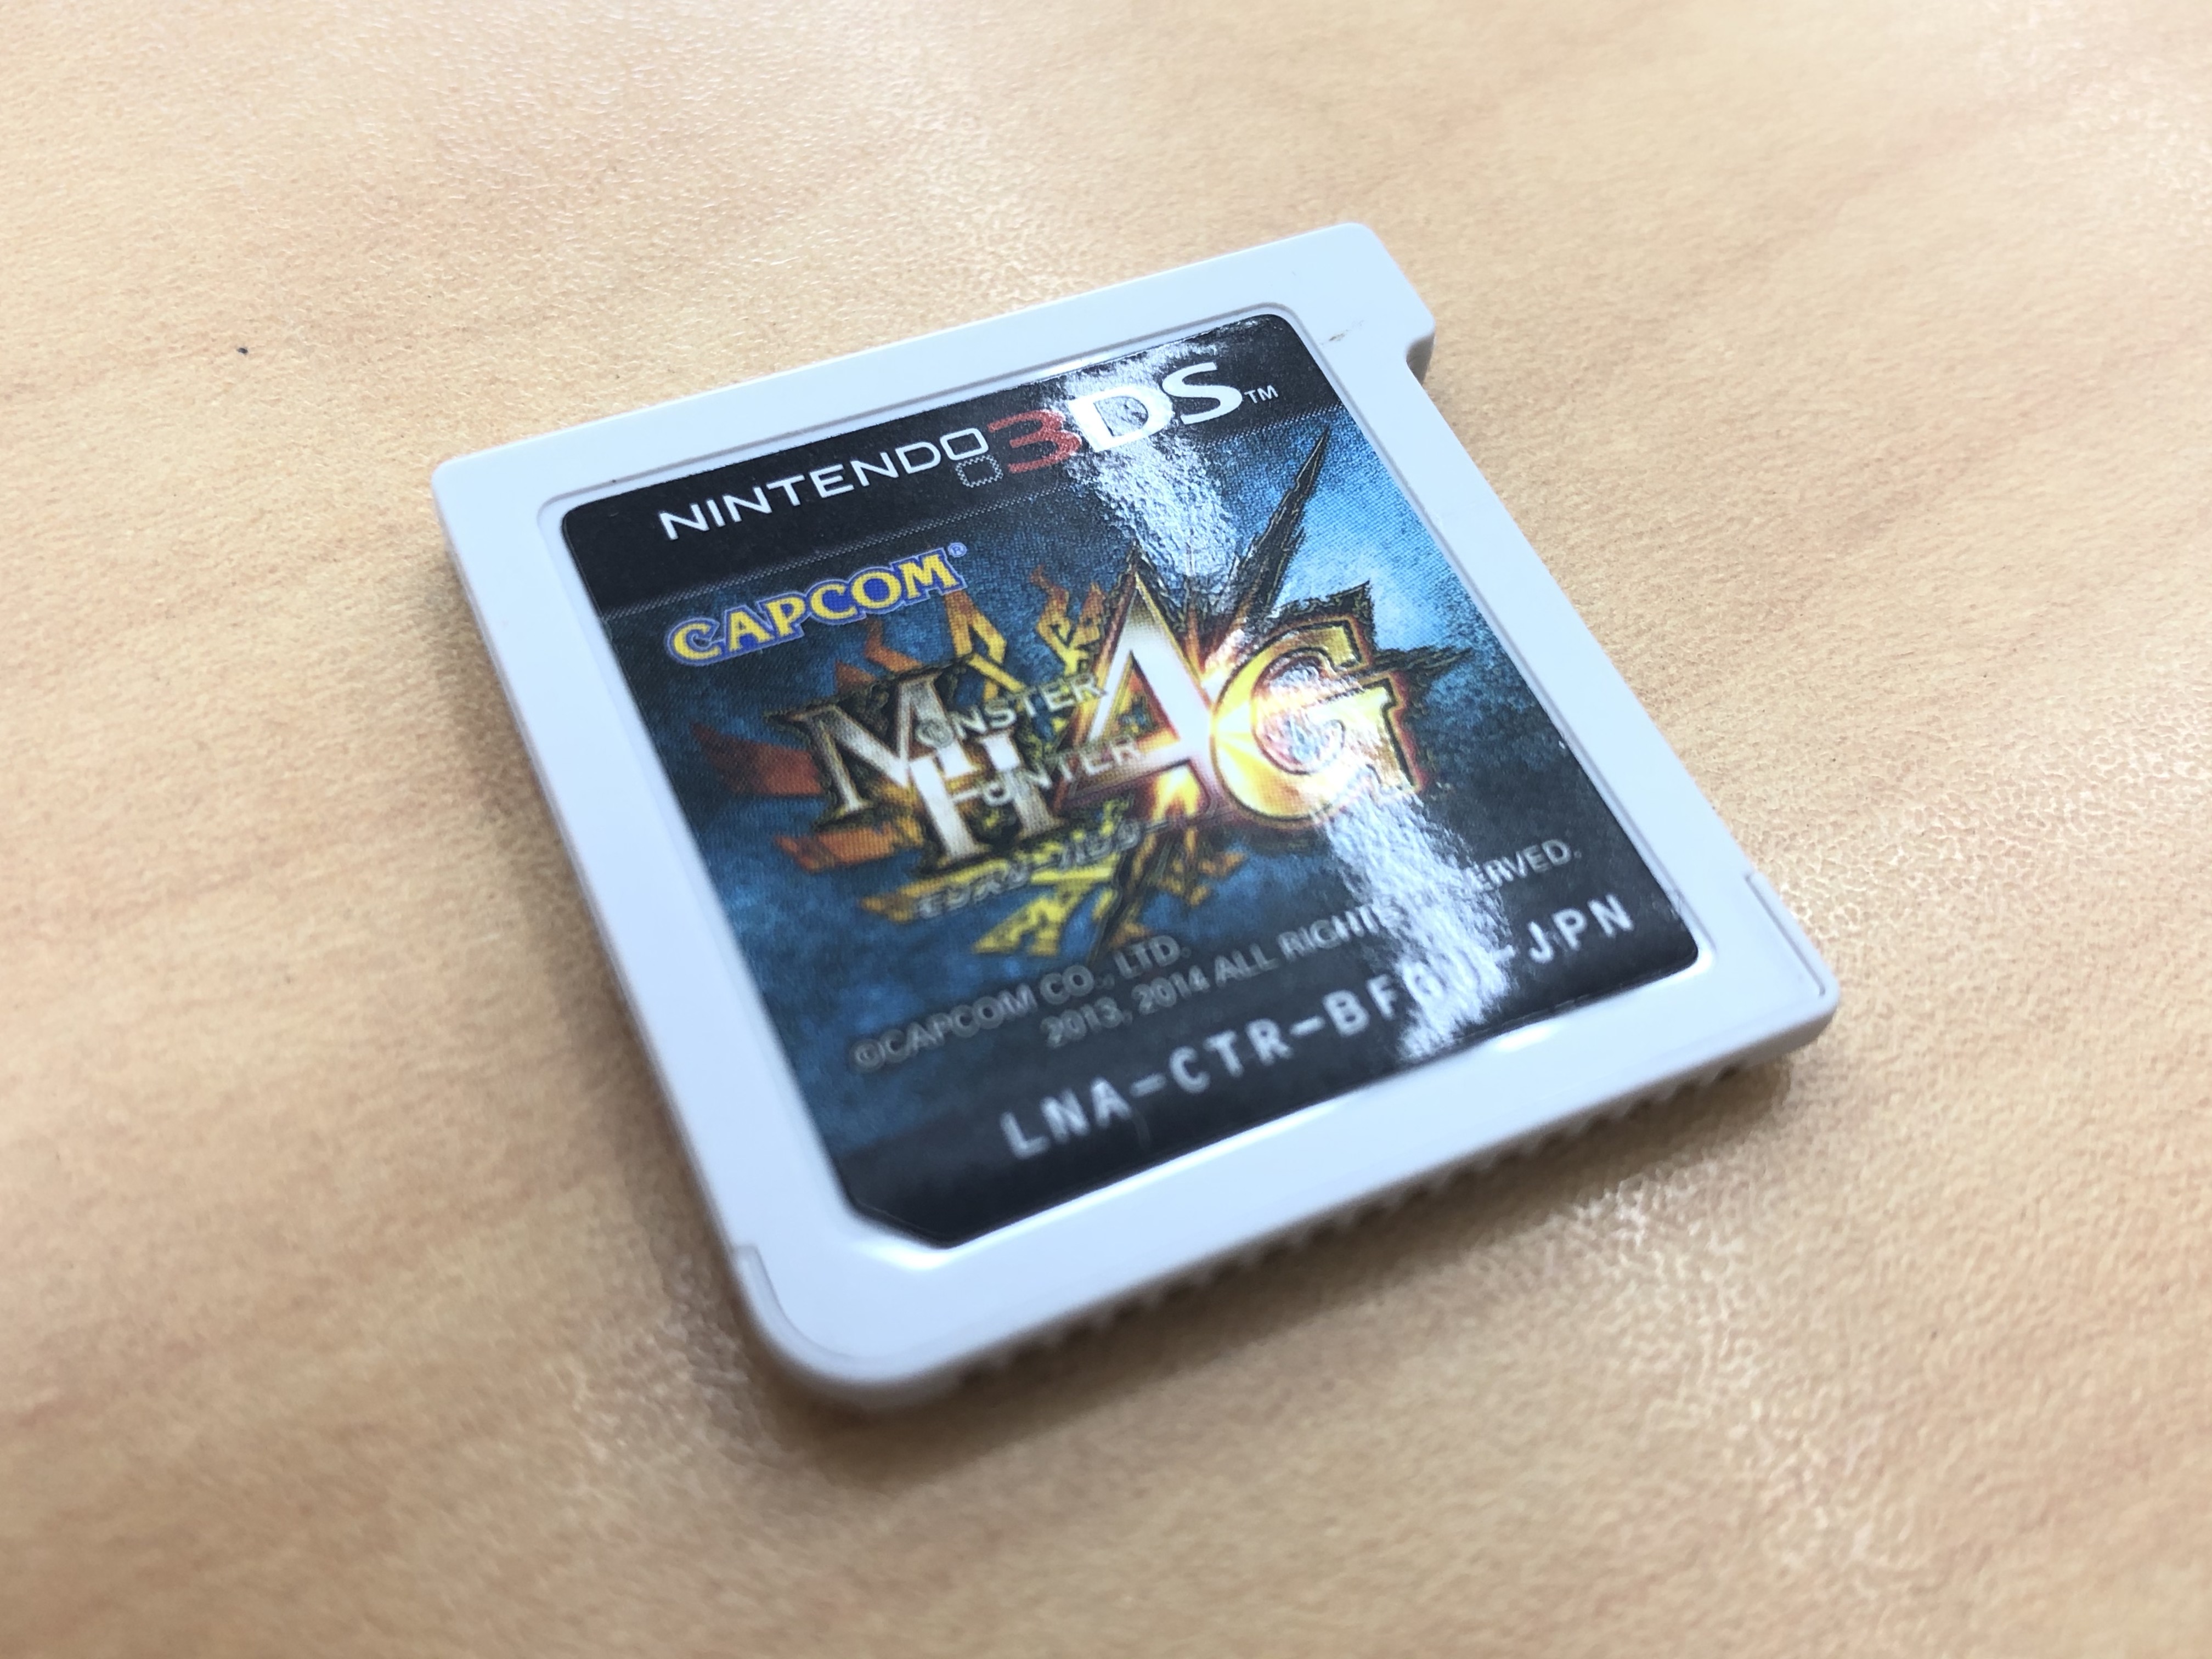 NINTENDO 3DS™
CAPCOM®
MONSTER
HUNTER
4G
モンスターハンター
©CAPCOM CO., LTD.
2013, 2014 ALL RIGHTS RESERVED.
LNA-CTR-BFGJ-JPN